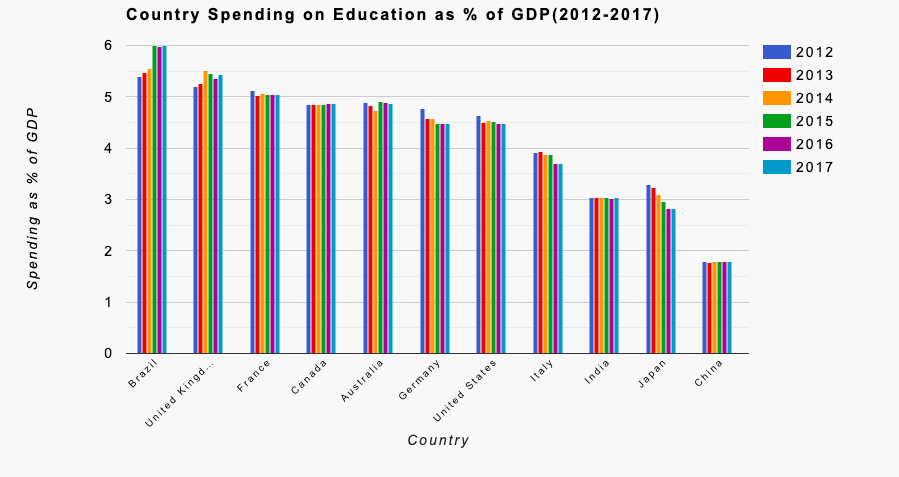 Country Spending on Education as % of GDP(2012-2017)
Spending as % of GDP
6
5
4
3
2
1
0
2012
2013
2014
2015
2016
2017
Brazil
United Kingd...
France
Canada
Australia
Germany
United States
Italy
India
Japan
China
Country